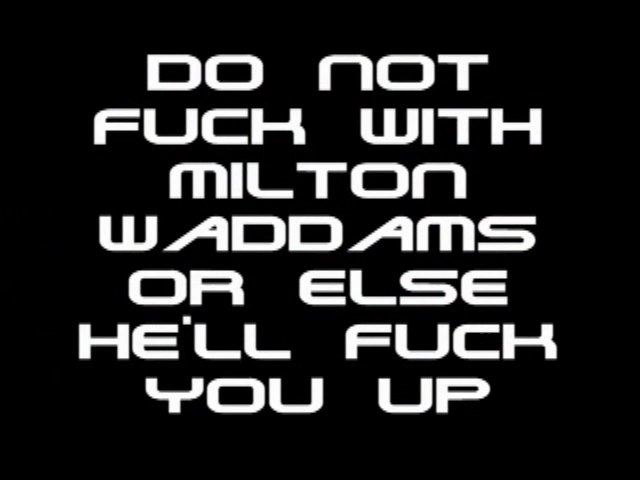 DO NOT
FUCK WITH
MILTON
WADDAMS
OR ELSE
HE'LL FUCK
YOU UP